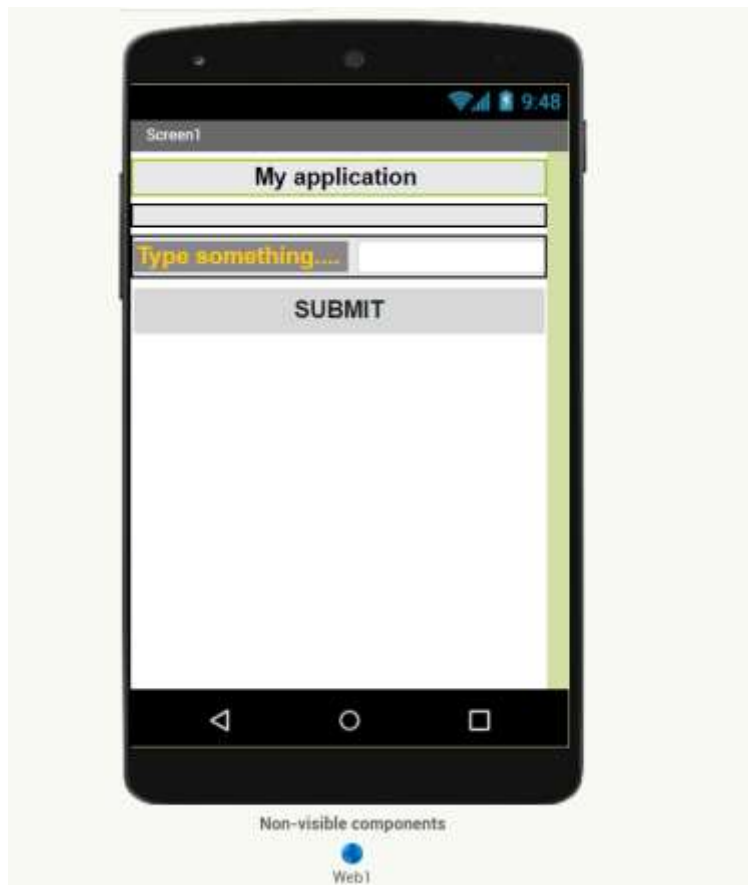 9:48
Screen1
My application
Type something....
SUBMIT
Non-visible components
Web1